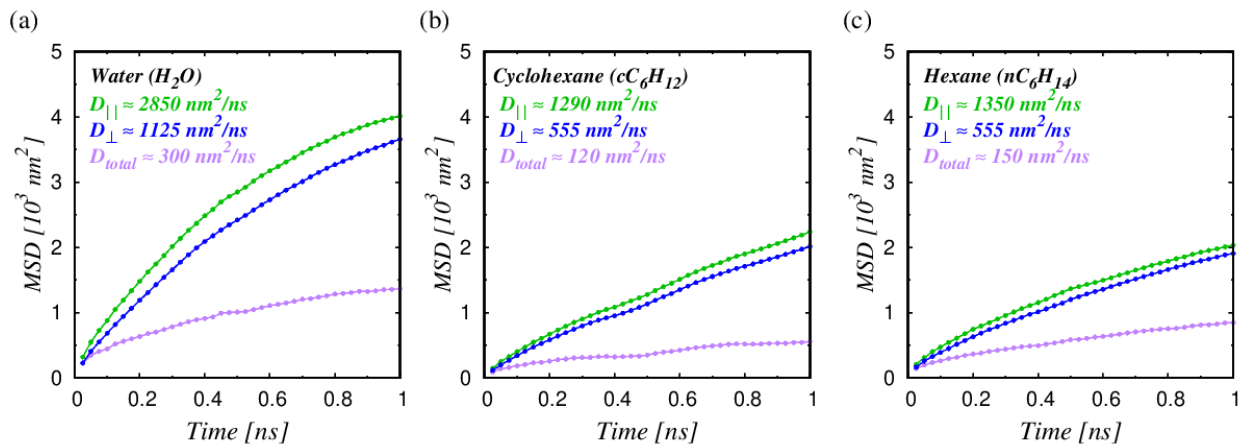 (a)
Water (H2O)
D|| ≈ 2850 nm²/ns
D⊥ ≈ 1125 nm²/ns
Dtotal ≈ 300 nm²/ns
MSD [10³ nm²]
5
4
3
2
1
0
0 0.2 0.4 0.6 0.8 1
Time [ns]
(b)
Cyclohexane (cC6H12)
D|| ≈ 1290 nm²/ns
D⊥ ≈ 555 nm²/ns
Dtotal ≈ 120 nm²/ns
MSD [10³ nm²]
5
4
3
2
1
0
0 0.2 0.4 0.6 0.8 1
Time [ns]
(c)
Hexane (nC6H14)
D|| ≈ 1350 nm²/ns
D⊥ ≈ 555 nm²/ns
Dtotal ≈ 150 nm²/ns
MSD [10³ nm²]
5
4
3
2
1
0
0 0.2 0.4 0.6 0.8 1
Time [ns]